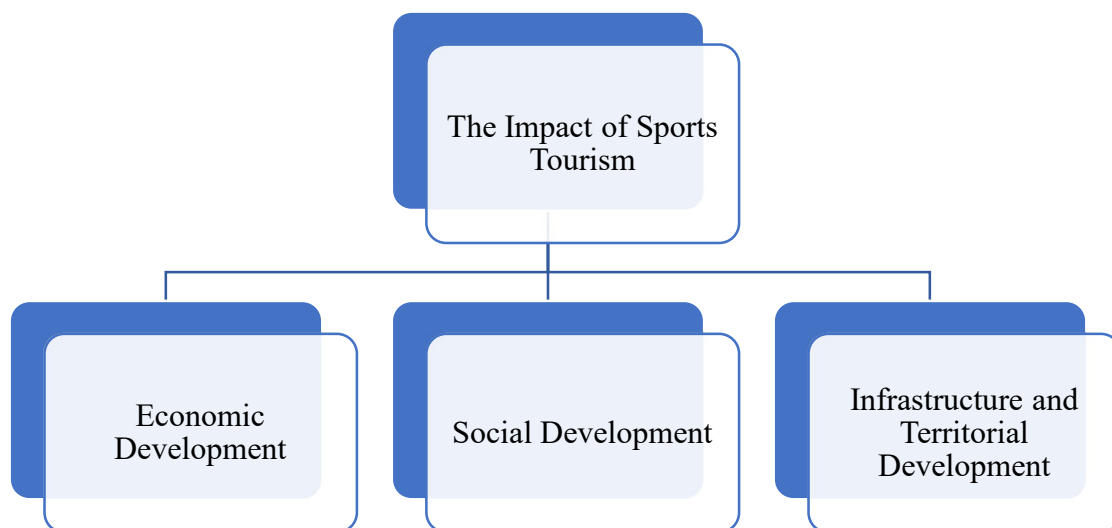 The Impact of Sports
Tourism
Economic
Development
Social Development
Infrastructure and
Territorial
Development